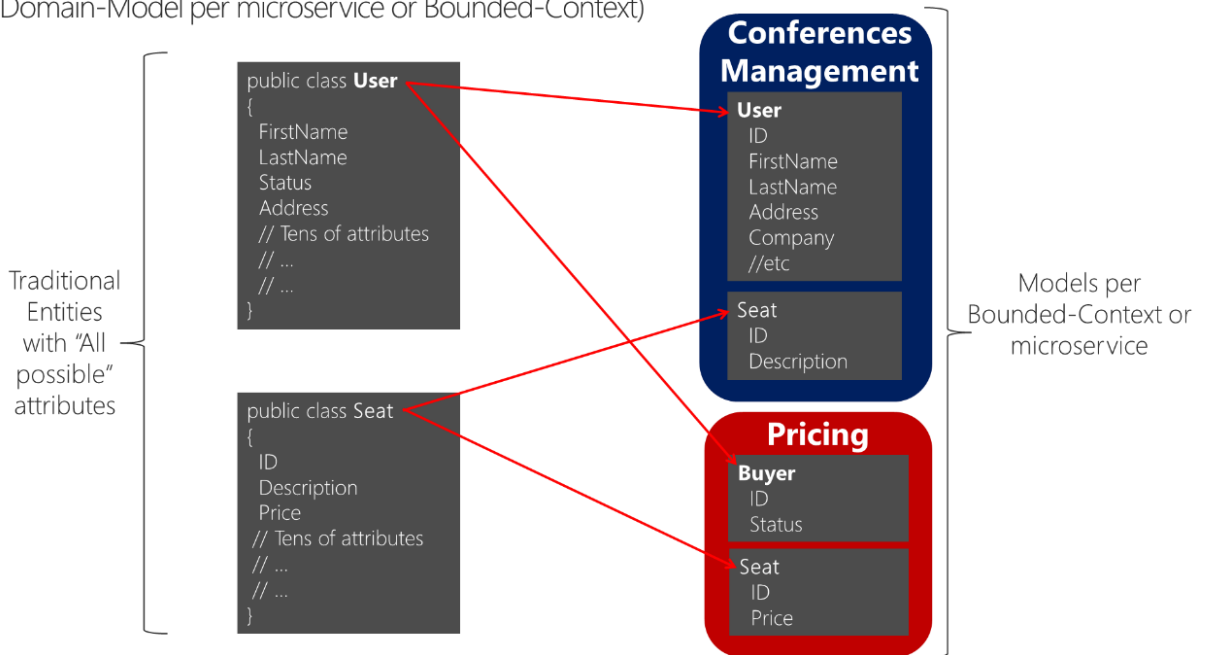 Domain-Model per microservice or Bounded-Context)
Traditional
Entities
with “All
possible”
attributes
public class User
{
FirstName
LastName
Status
Address
// Tens of attributes
// ...
// ...
}
public class Seat
{
ID
Description
Price
// Tens of attributes
// ...
// ...
}
Conferences
Management
User
ID
FirstName
LastName
Address
Company
//etc
Seat
ID
Description
Pricing
Buyer
ID
Status
Seat
ID
Price
Models per
Bounded-Context or
microservice